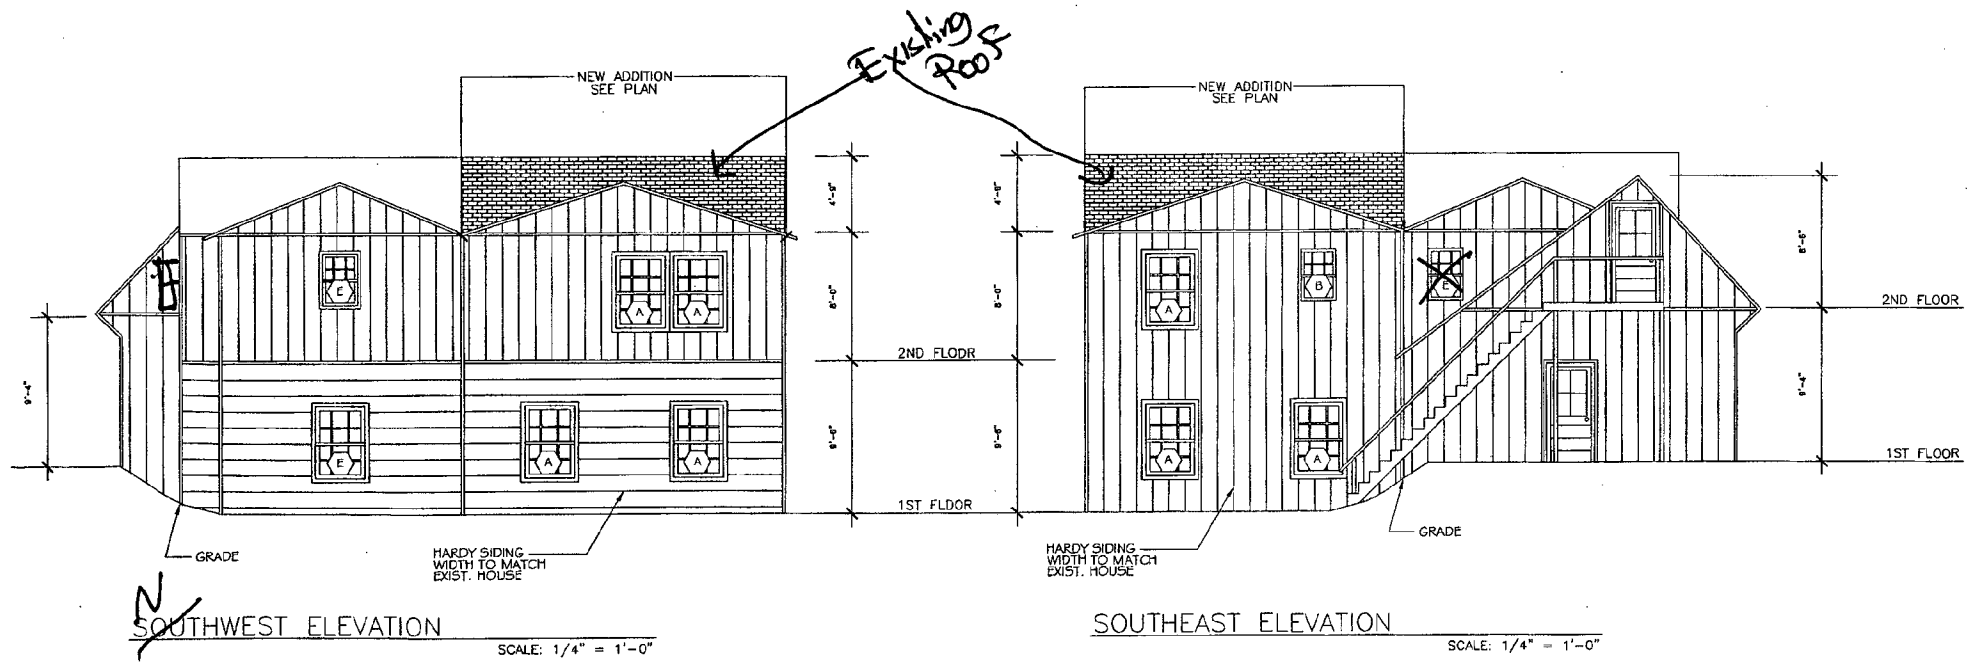 Existing
Roof
NEW ADDITION
SEE PLAN
NEW ADDITION
SEE PLAN
4'-9"
4'-9"
8'-6"
E
A
A
B
E
A
8'-0"
8'-0"
2ND FLOOR
2ND FLOOR
9'-4"
9'-4"
E
A
A
A
A
9'-6"
9'-6"
1ST FLOOR
1ST FLOOR
GRADE
GRADE
HARDY SIDING
WIDTH TO MATCH
EXIST. HOUSE
HARDY SIDING
WIDTH TO MATCH
EXIST. HOUSE
N
SOUTHWEST ELEVATION
SCALE: 1/4" = 1'-0"
SOUTHEAST ELEVATION
SCALE: 1/4" = 1'-0"